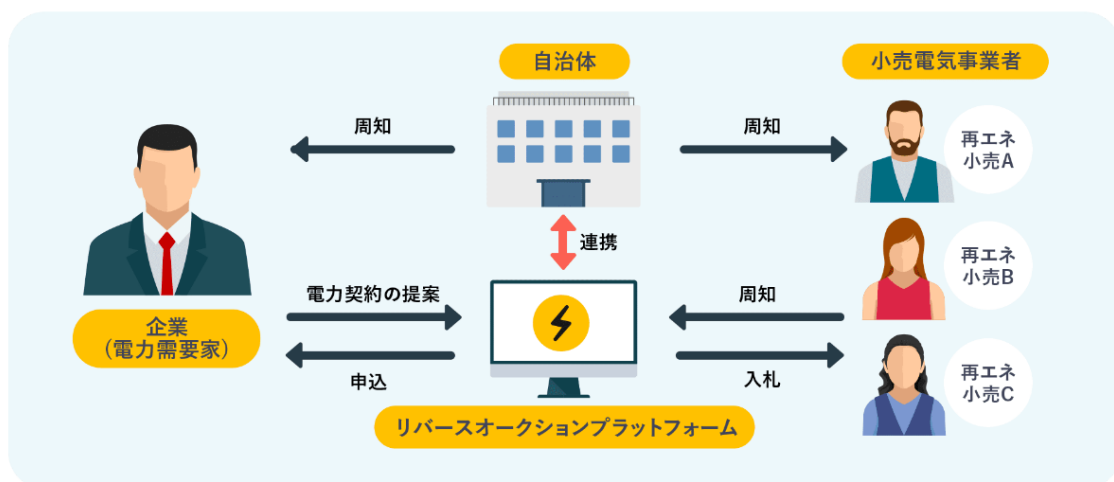 自治体
小売電気事業者
周知
周知
再エネ
小売A
連携
再エネ
小売B
電力契約の提案
周知
企業
（電力需要家）
申込
入札
再エネ
小売C
リバースオークションプラットフォーム